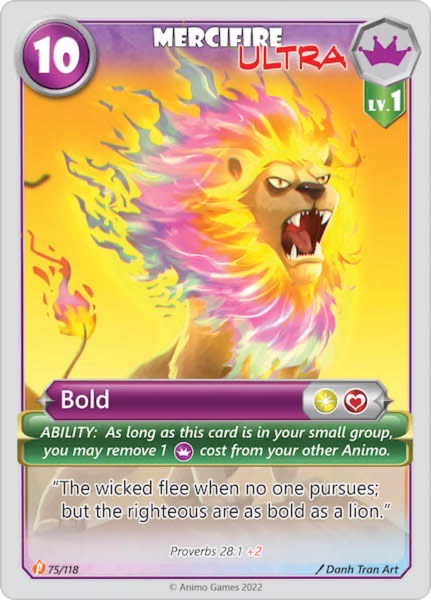 10
MERCIFIRE
ULTRA
LV.1
Bold
ABILITY: As long as this card is in your small group,
you may remove 1 cost from your other Animo.
"The wicked flee when no one pursues;
but the righteous are as bold as a lion."
Proverbs 28:1 +2
75/118
Danh Tran Art
© Animo Games 2022